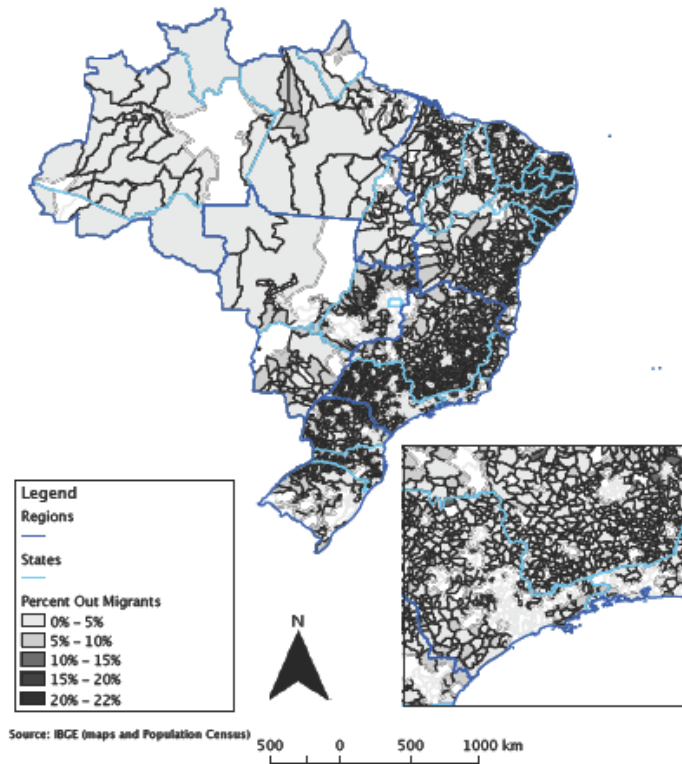 Legend
Regions
States
Percent Out Migrants
0% – 5%
5% – 10%
10% – 15%
15% – 20%
20% – 22%
N
Source: IBGE (maps and Population Census)
500 0 500 1000 km